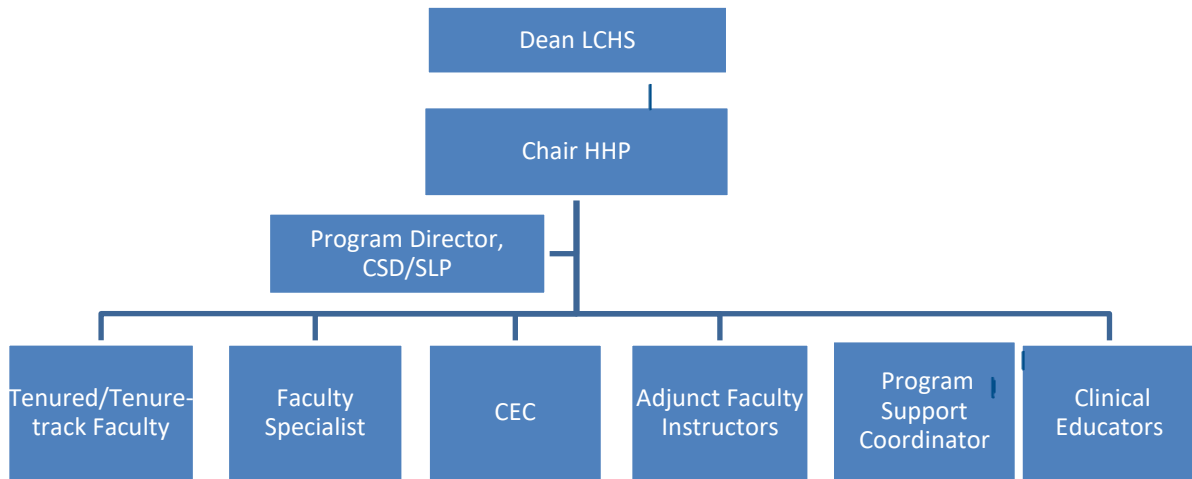 Dean LCHS
Chair HHP
Program Director,
CSD/SLP
Tenured/Tenure-
track Faculty
Faculty
Specialist
CEC
Adjunct Faculty
Instructors
Program
Support
Coordinator
Clinical
Educators